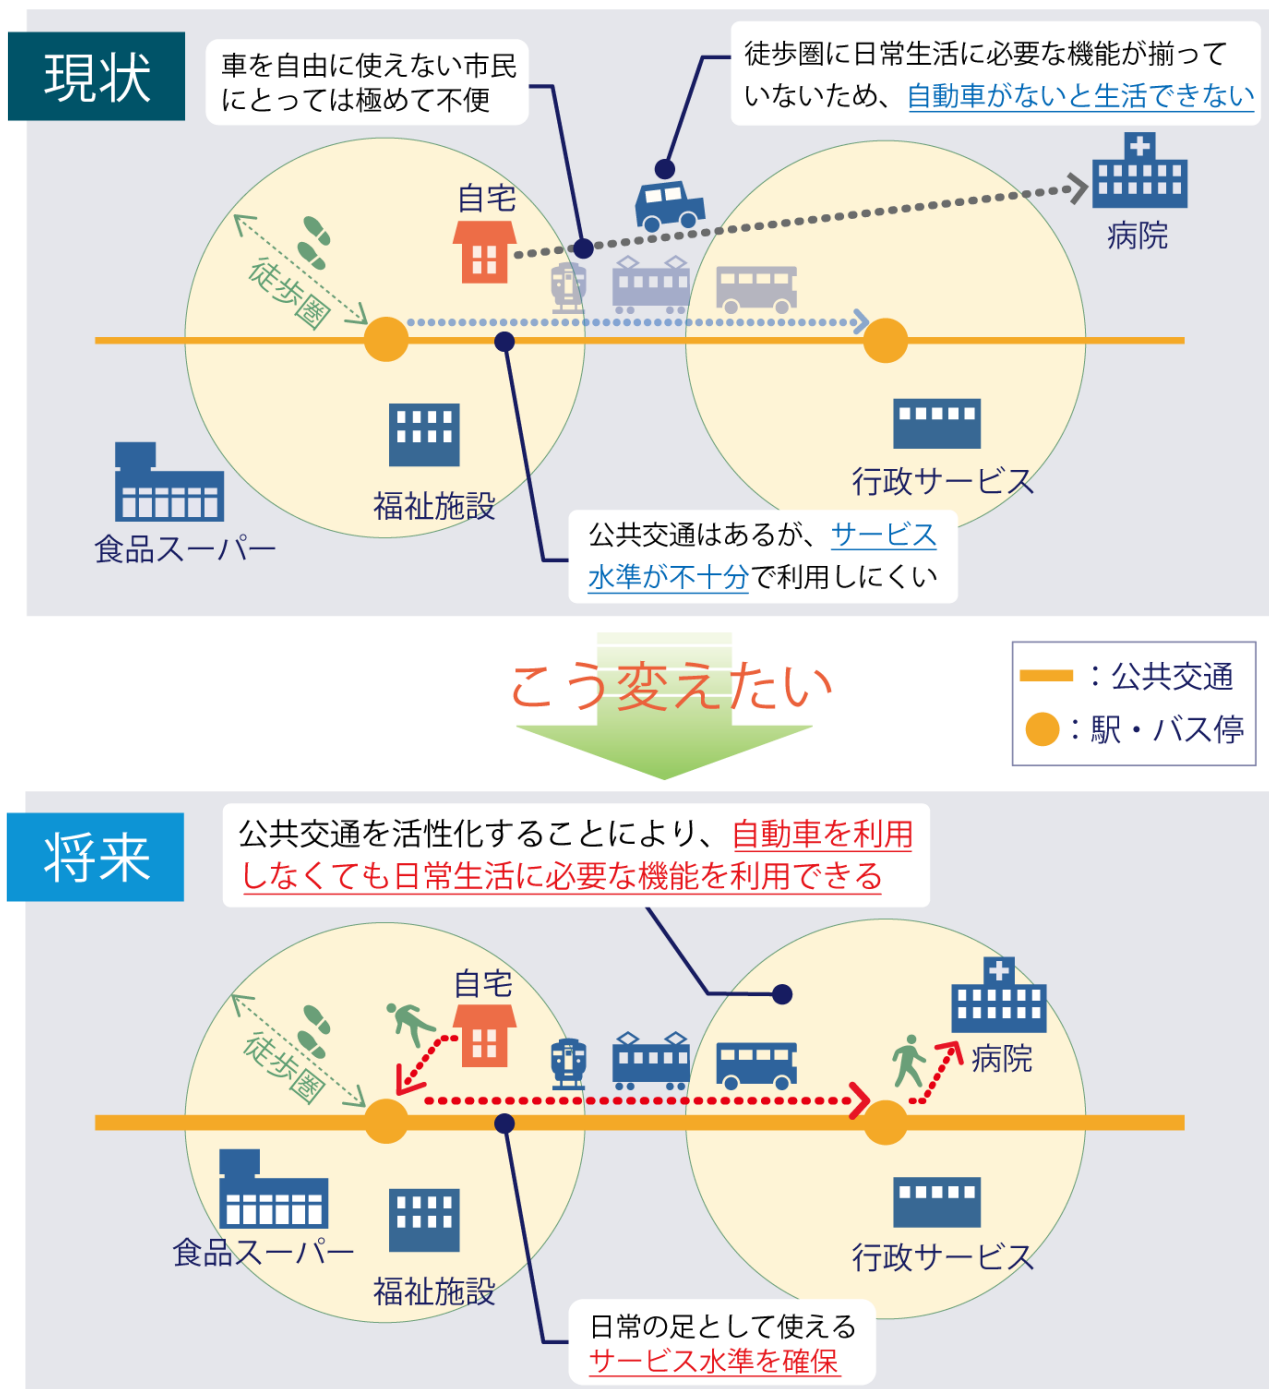 現状
車を自由に使えない市民
にとっては極めて不便
徒歩圏に日常生活に必要な機能が揃って
いないため、自動車がないと生活できない
自宅
病院
徒歩圏
福祉施設
行政サービス
食品スーパー
公共交通はあるが、サービス
水準が不十分で利用しにくい
こう変えたい
：公共交通
：駅・バス停
将来
公共交通を活性化することにより、自動車を利用
しなくても日常生活に必要な機能を利用できる
自宅
病院
徒歩圏
食品スーパー
福祉施設
行政サービス
日常の足として使える
サービス水準を確保